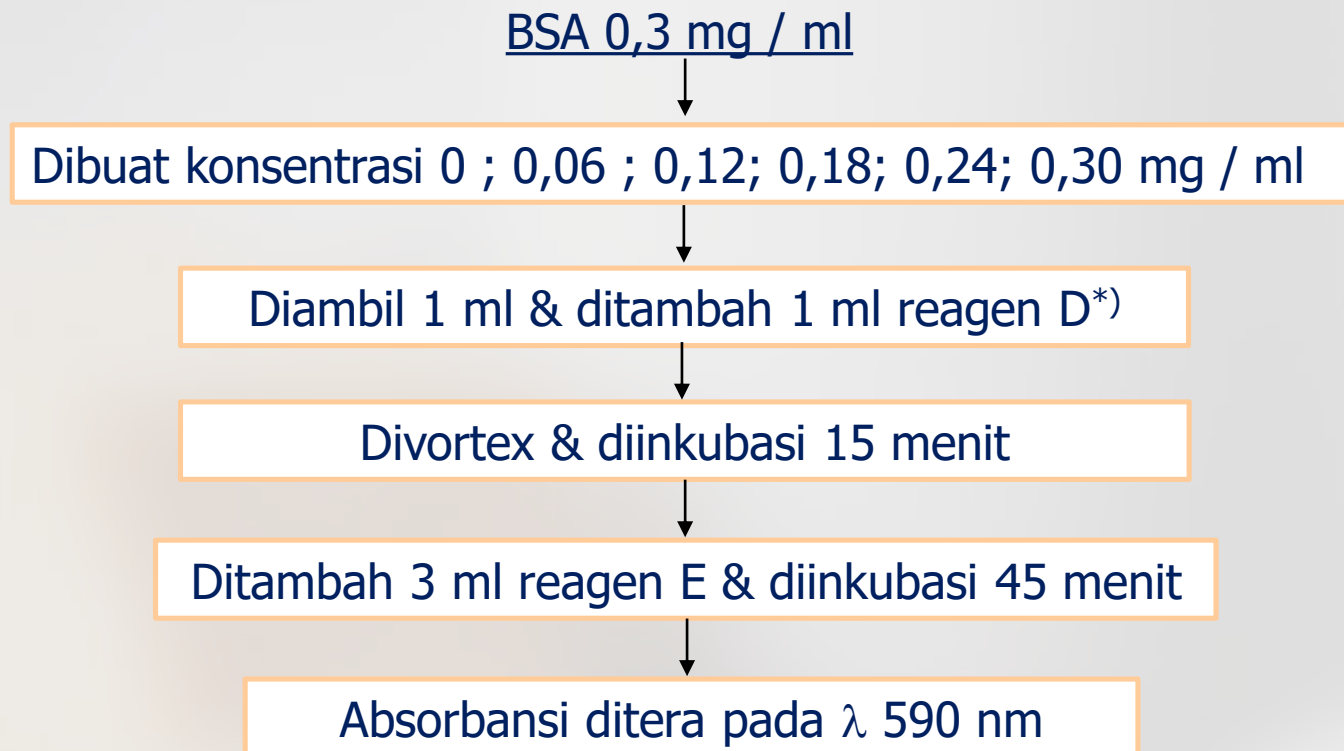 BSA 0,3 mg / ml
Dibuat konsentrasi 0 ; 0,06 ; 0,12; 0,18; 0,24; 0,30 mg / ml
Diambil 1 ml & ditambah 1 ml reagen D*)
Divortex & diinkubasi 15 menit
Ditambah 3 ml reagen E & diinkubasi 45 menit
Absorbansi ditera pada λ 590 nm